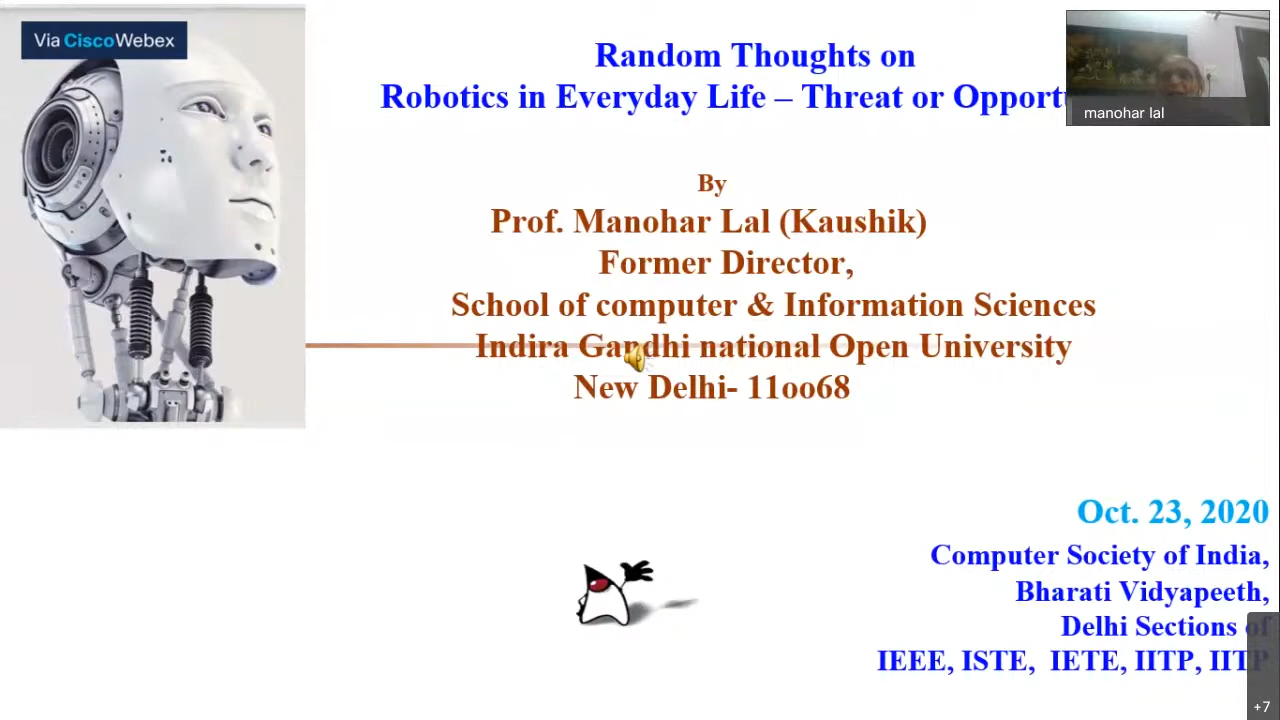 Via CiscoWebex
Random Thoughts on
Robotics in Everyday Life – Threat or
manohar lal
By
Prof. Manohar Lal (Kaushik)
Former Director,
School of computer & Information Sciences
Indira Gandhi national Open University
New Delhi- 11oo68
Oct. 23, 2020
Computer Society of India,
Bharati Vidyapeeth,
Delhi Sections of
IEEE, ISTE, IETE, IITP, IITP
+7